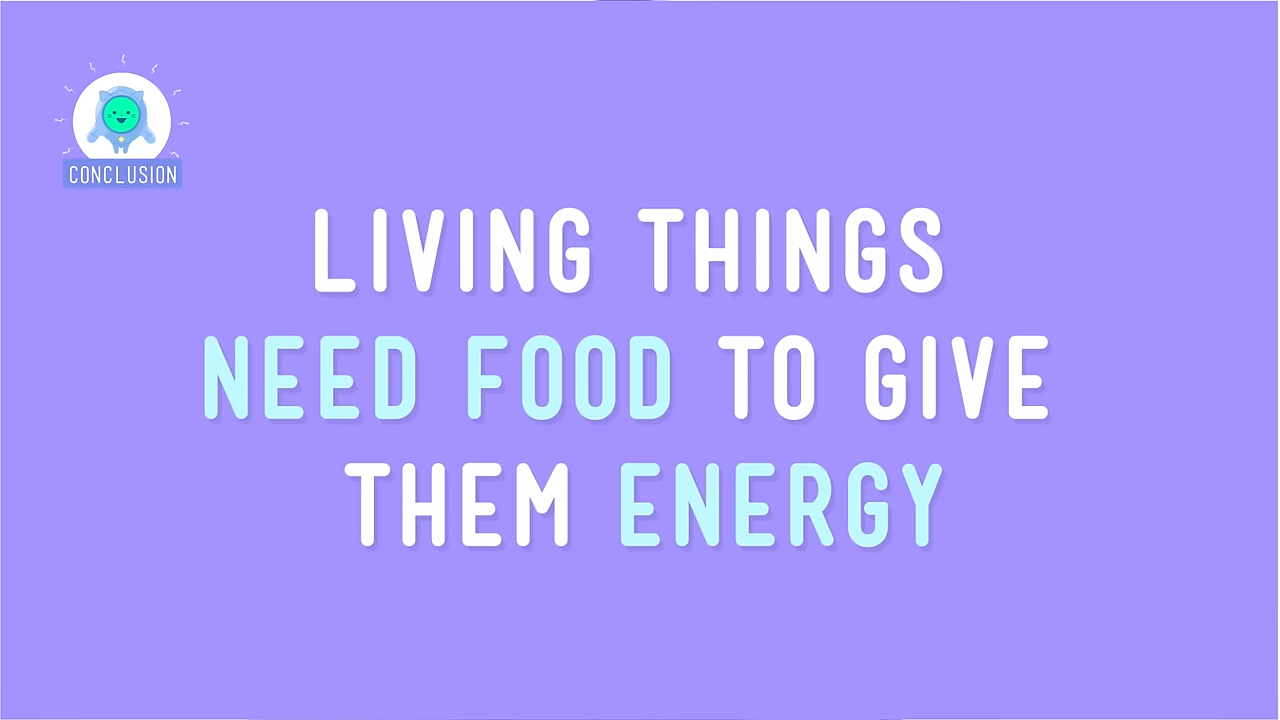 CONCLUSION
LIVING THINGS
NEED FOOD TO GIVE
THEM ENERGY